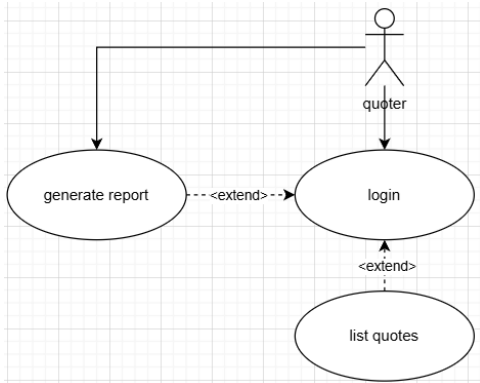 quoter
generate report
<extend>
login
<extend>
list quotes